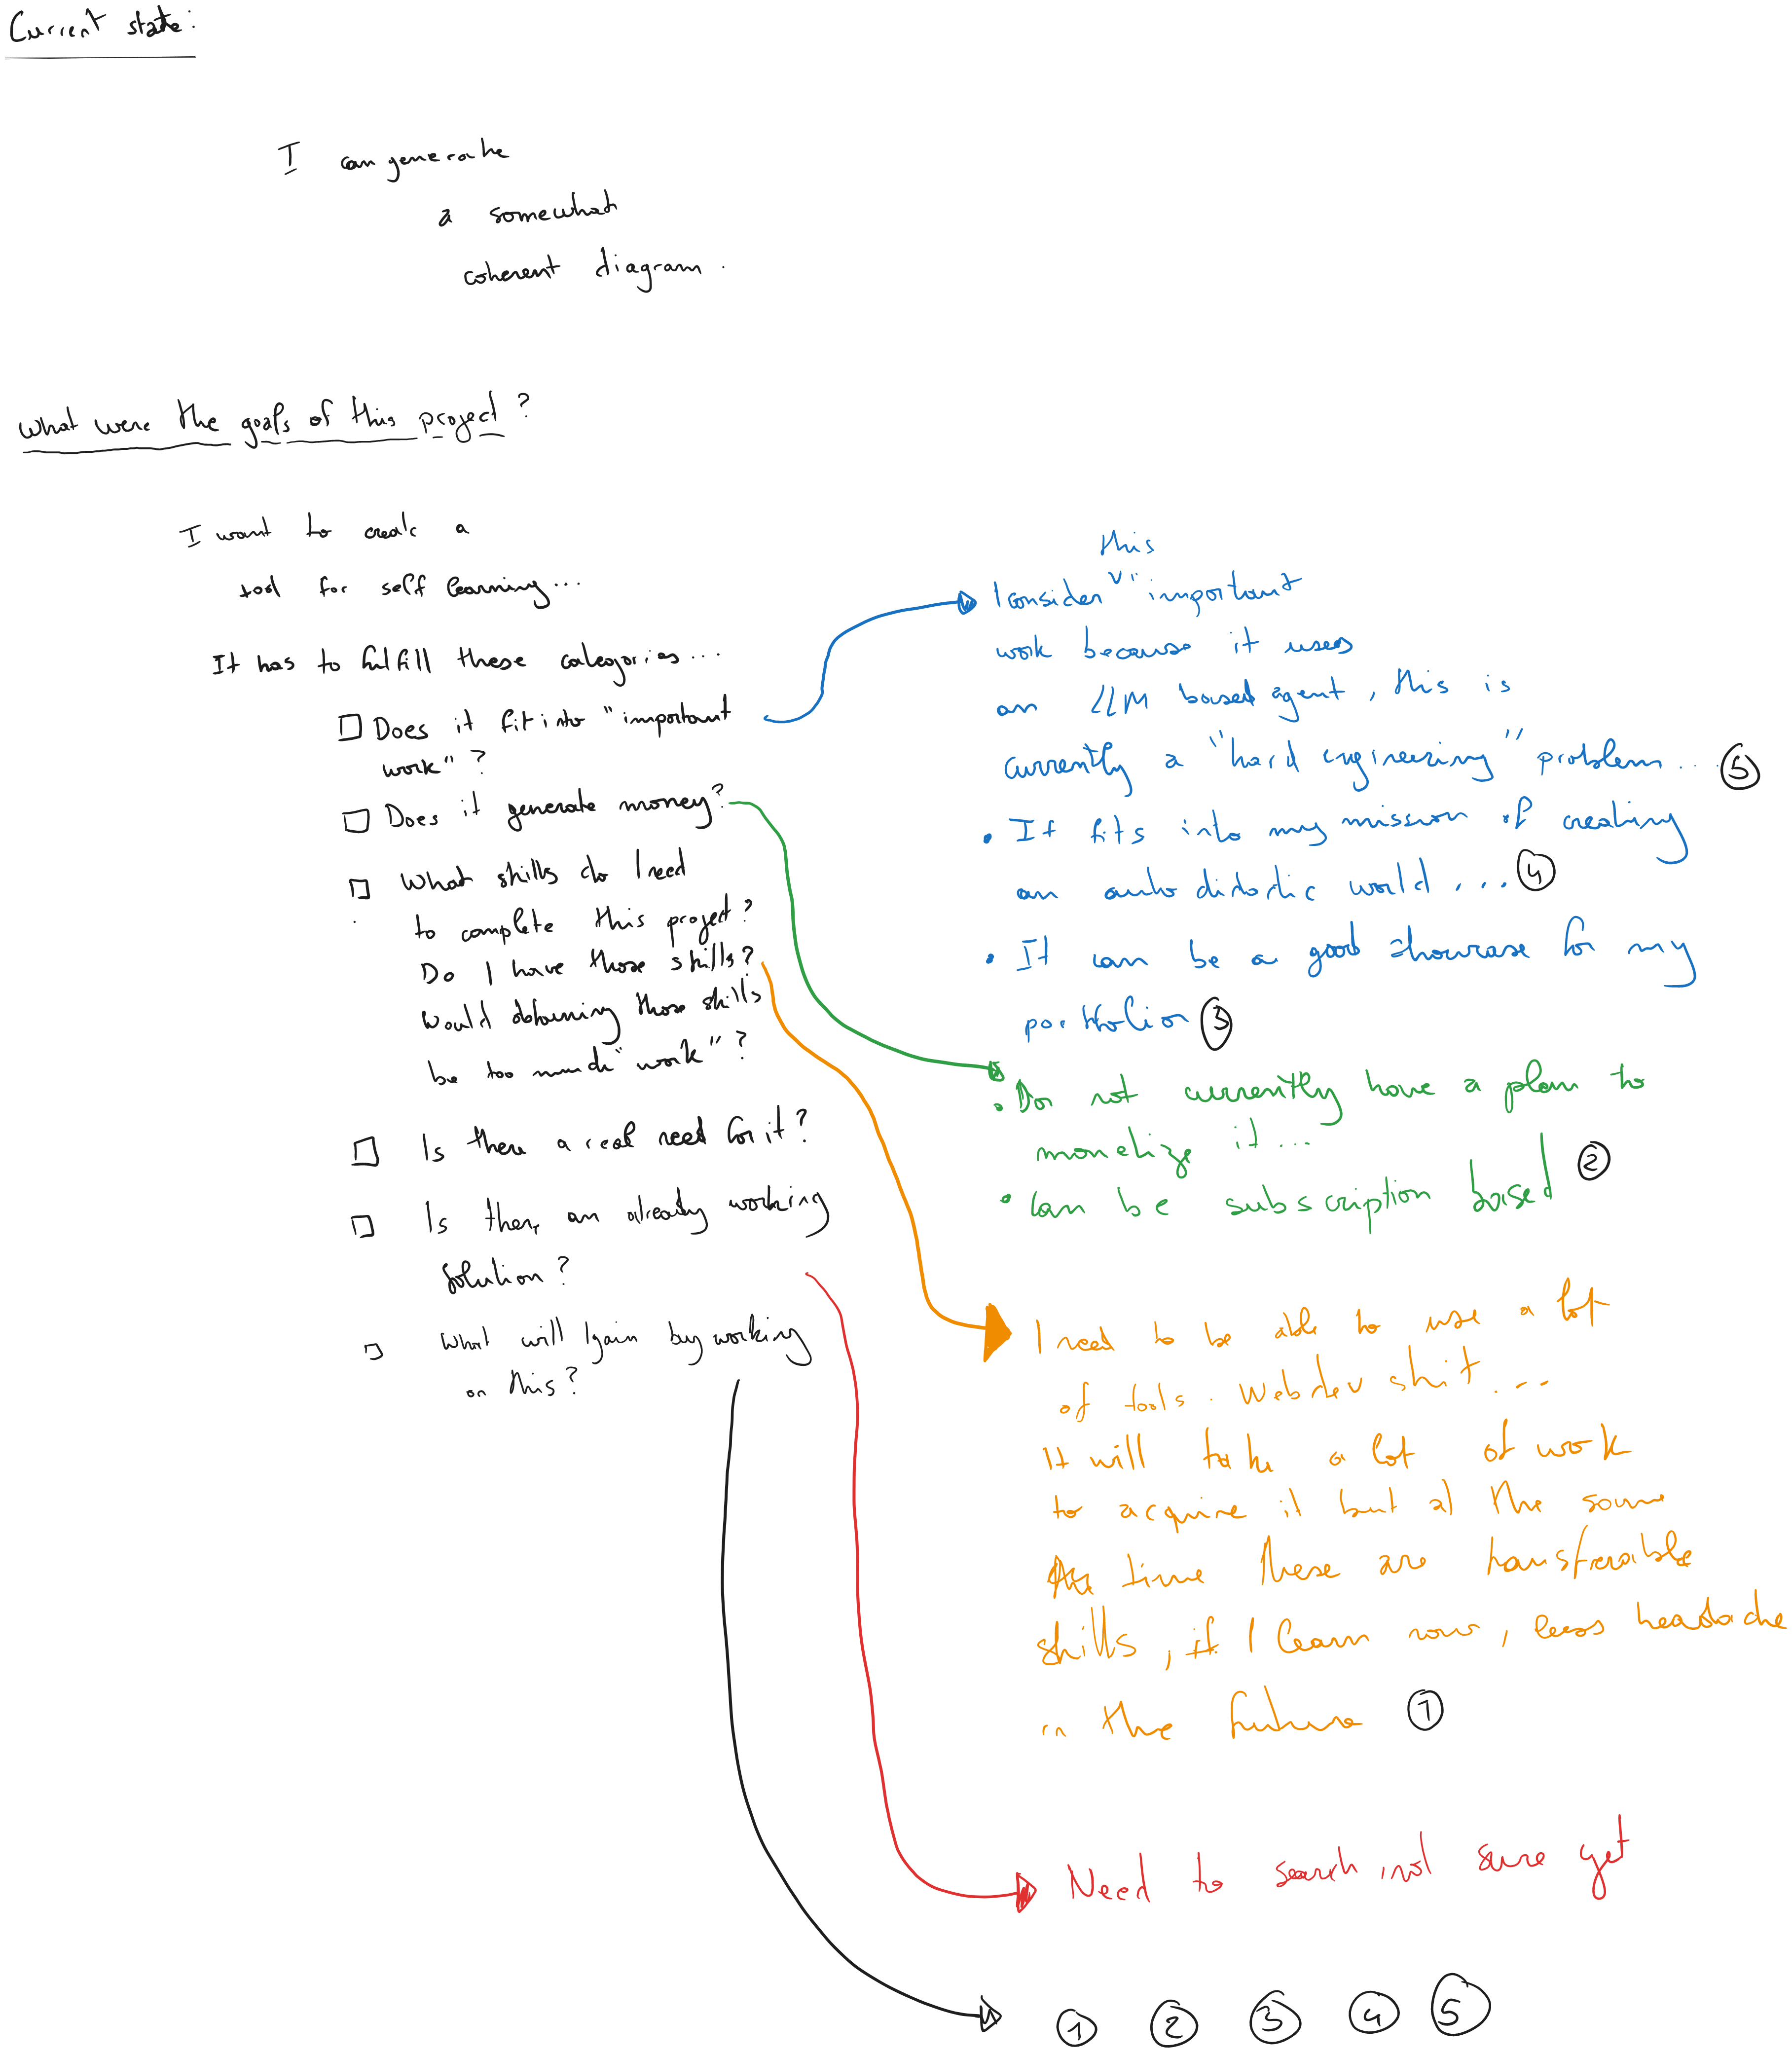 Current state:
I can generate
a somewhat
coherent diagram.
What were the goals of this project?
I want to create a
tool for self learning...
It has to fulfill these categories...
Does it fit into "important
work"?
Does it generate money?
What skills do I need
to complete this project?
Do I have those skills?
Would obtaining those skills
be too much "work"?
Is there a real need for it?
Is there an already working
solution?
What will I gain by working
on this?
this
I consider "important
work because it uses
an LLM based agent, this is
currently a "hard engineering" problem... 5
• It fits into my mission of creating
an autodidactic world.... 4
• It can be a good showcase for my
portfolio 3
• Do not currently have a plan to
monetize it...
• Can be subscription based 2
I need to be able to use a lot
of tools. Webdev shit...
It will take a lot of work
to acquire it but at the same
time these are transferable
skills, if I learn now, less headache
in the future 1
Need to search, not sure yet
1 2 3 4 5